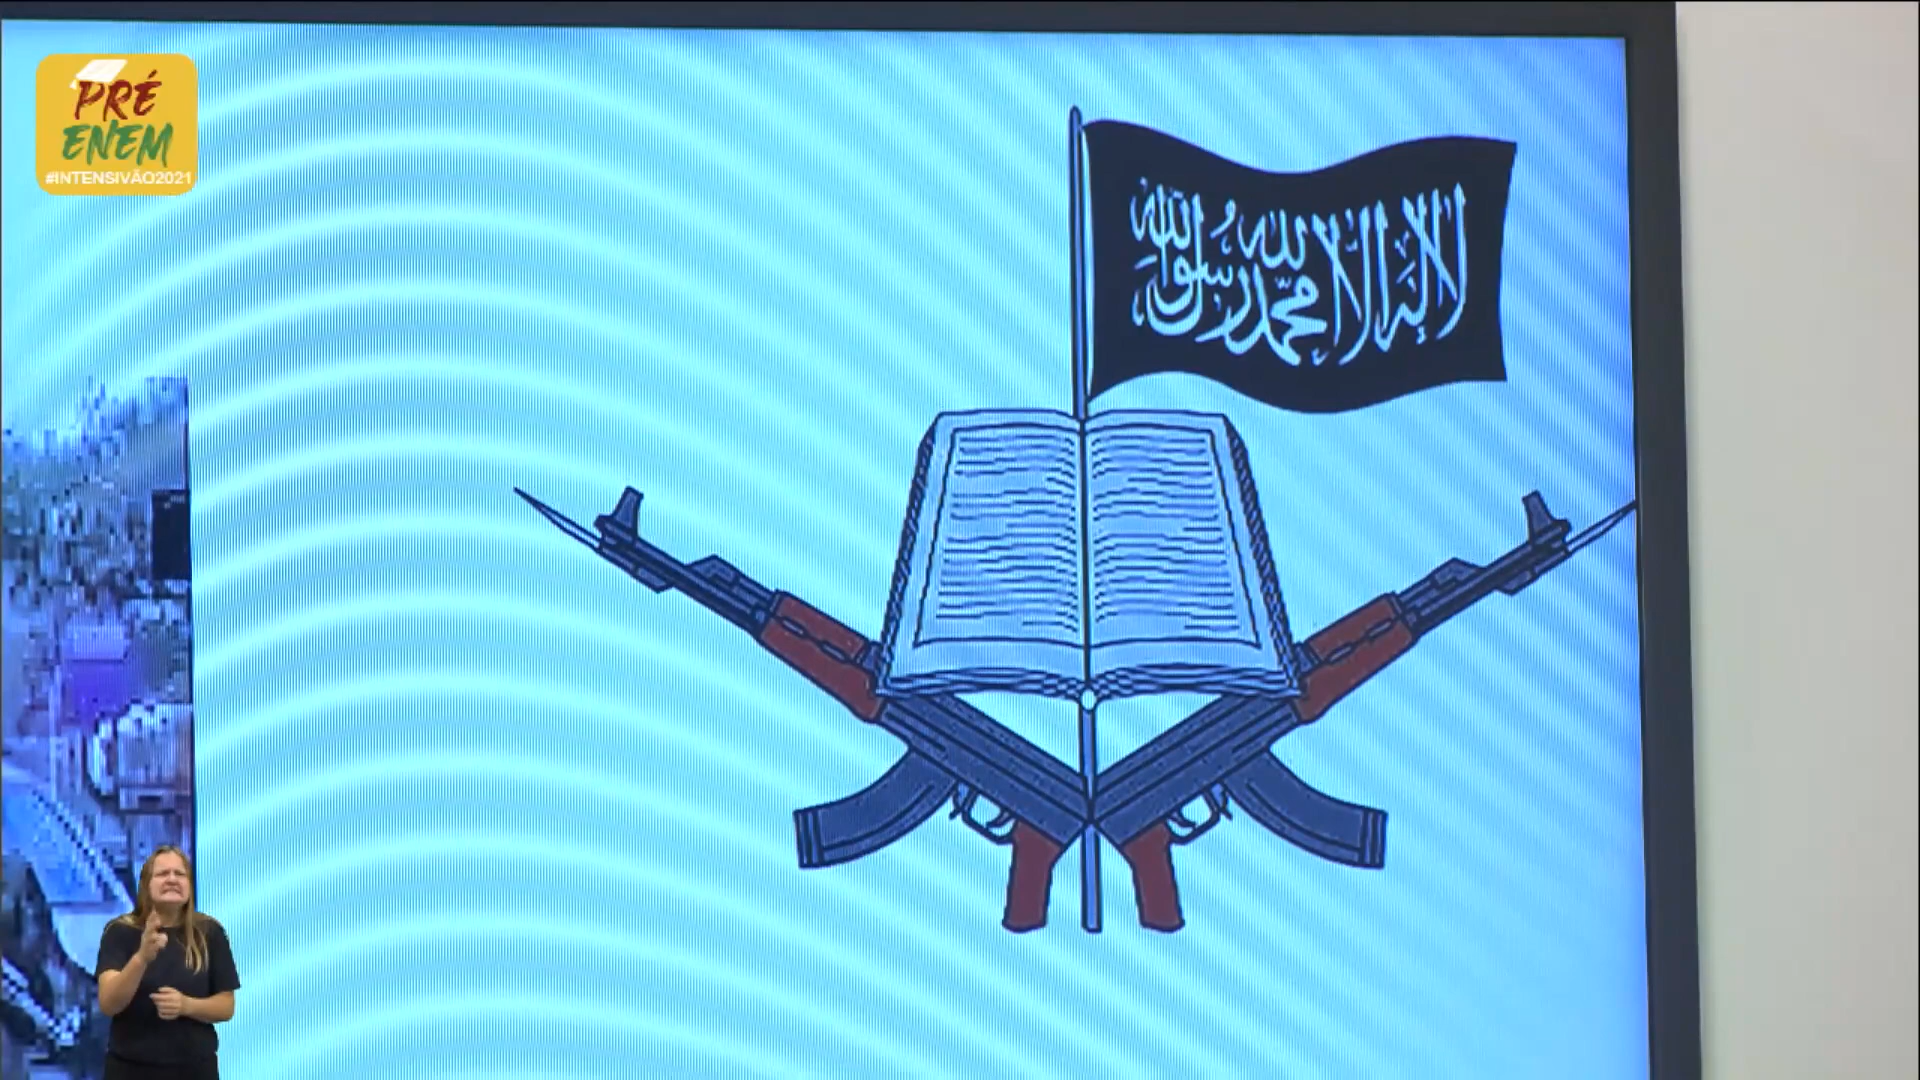 PRÉ
ENEM
#INTENSIVÃO2021
لا إله إلا الله محمد رسول الله